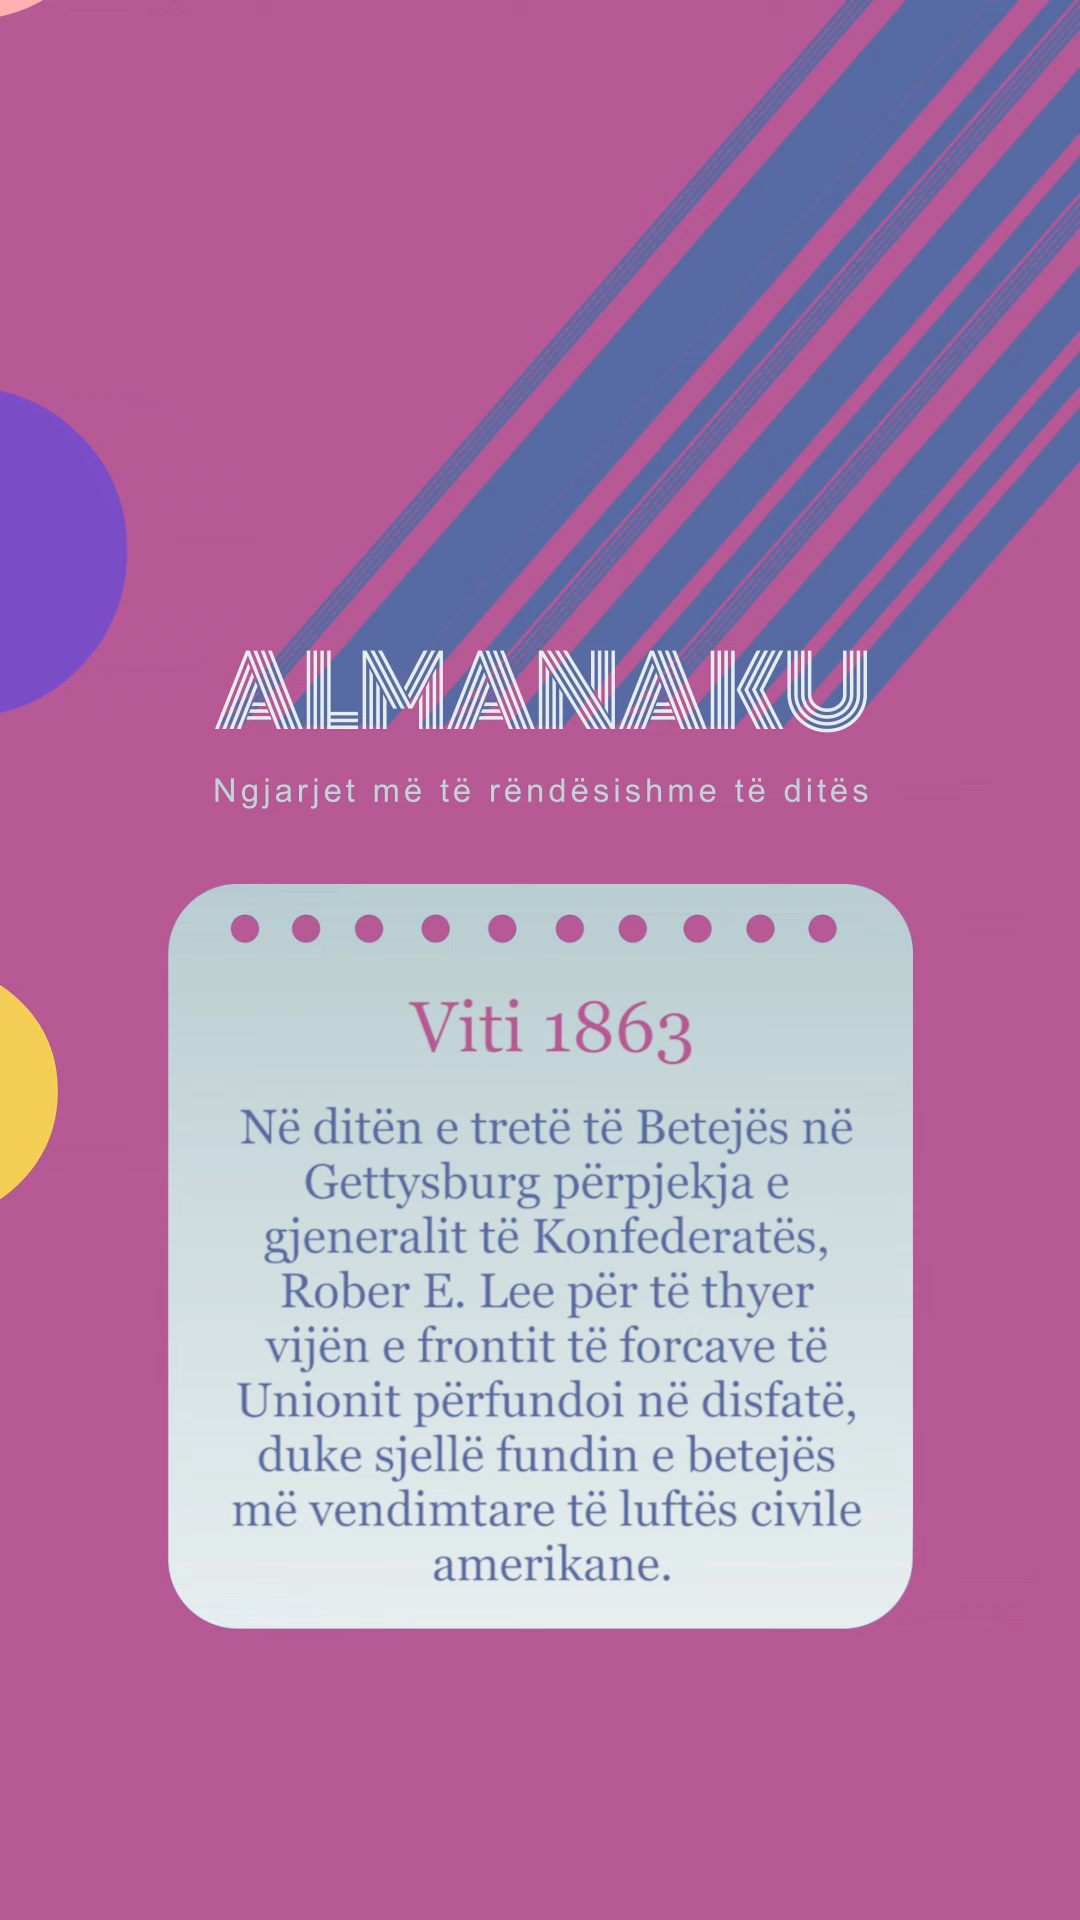 ALMANAKU
Ngjarjet më të rëndësishme të ditës
Viti 1863
Në ditën e tretë të Betejës në
Gettysburg përpjekja e
gjeneralit të Konfederatës,
Rober E. Lee për të thyer
vijën e frontit të forcave të
Unionit përfundoi në disfatë,
duke sjellë fundin e betejës
më vendimtare të luftës civile
amerikane.